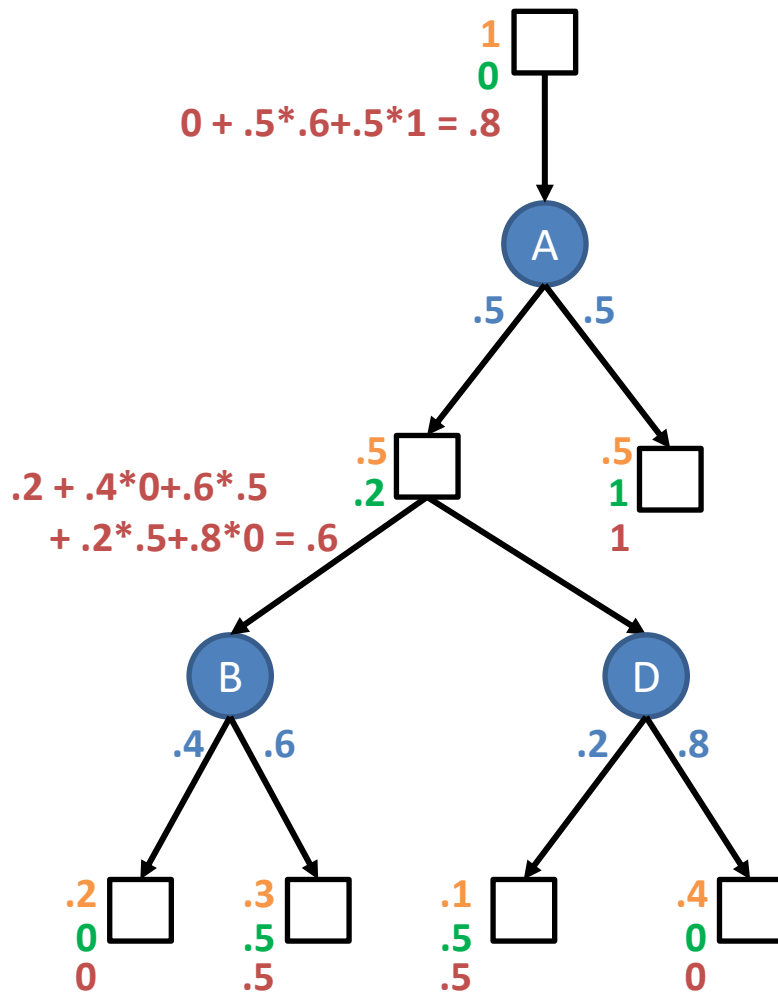 1
0
0 + .5*.6+.5*1 = .8
A
.5 .5
.5 .5
.2 1
1
.2 + .4*0+.6*.5
+ .2*.5+.8*0 = .6
B D
.4 .6 .2 .8
.2 .3 .1 .4
0 .5 .5 0
0 .5 .5 0